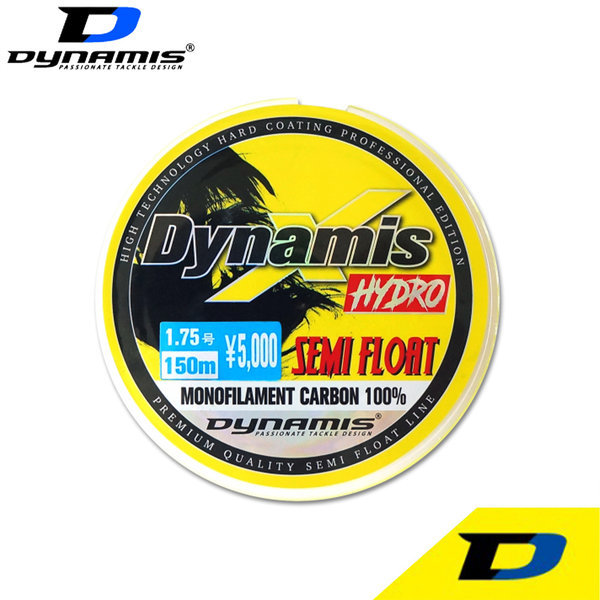 D
DYNAMIS®
PASSIONATE TACKLE DESIGN
HIGH TECHNOLOGY HARD COATING PROFESSIONAL EDITION
X
Dynamis
HYDRO
1.75号
150m
¥5,000
SEMI FLOAT
MONOFILAMENT CARBON 100%
DYNAMIS®
PASSIONATE TACKLE DESIGN
PREMIUM QUALITY SEMI FLOAT LINE
D